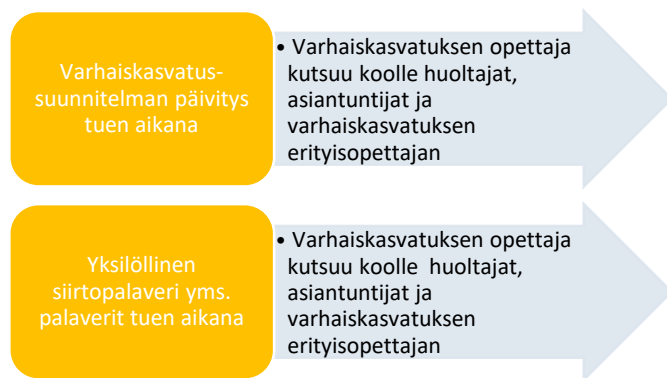 Varhaiskasvatus-
suunnitelman päivitys
tuen aikana
• Varhaiskasvatuksen opettaja
kutsuu koolle huoltajat,
asiantuntijat ja
varhaiskasvatuksen
erityisopettajan
Yksilöllinen
siirtopalaveri yms.
palaverit tuen aikana
• Varhaiskasvatuksen opettaja
kutsuu koolle huoltajat,
asiantuntijat ja
varhaiskasvatuksen
erityisopettajan